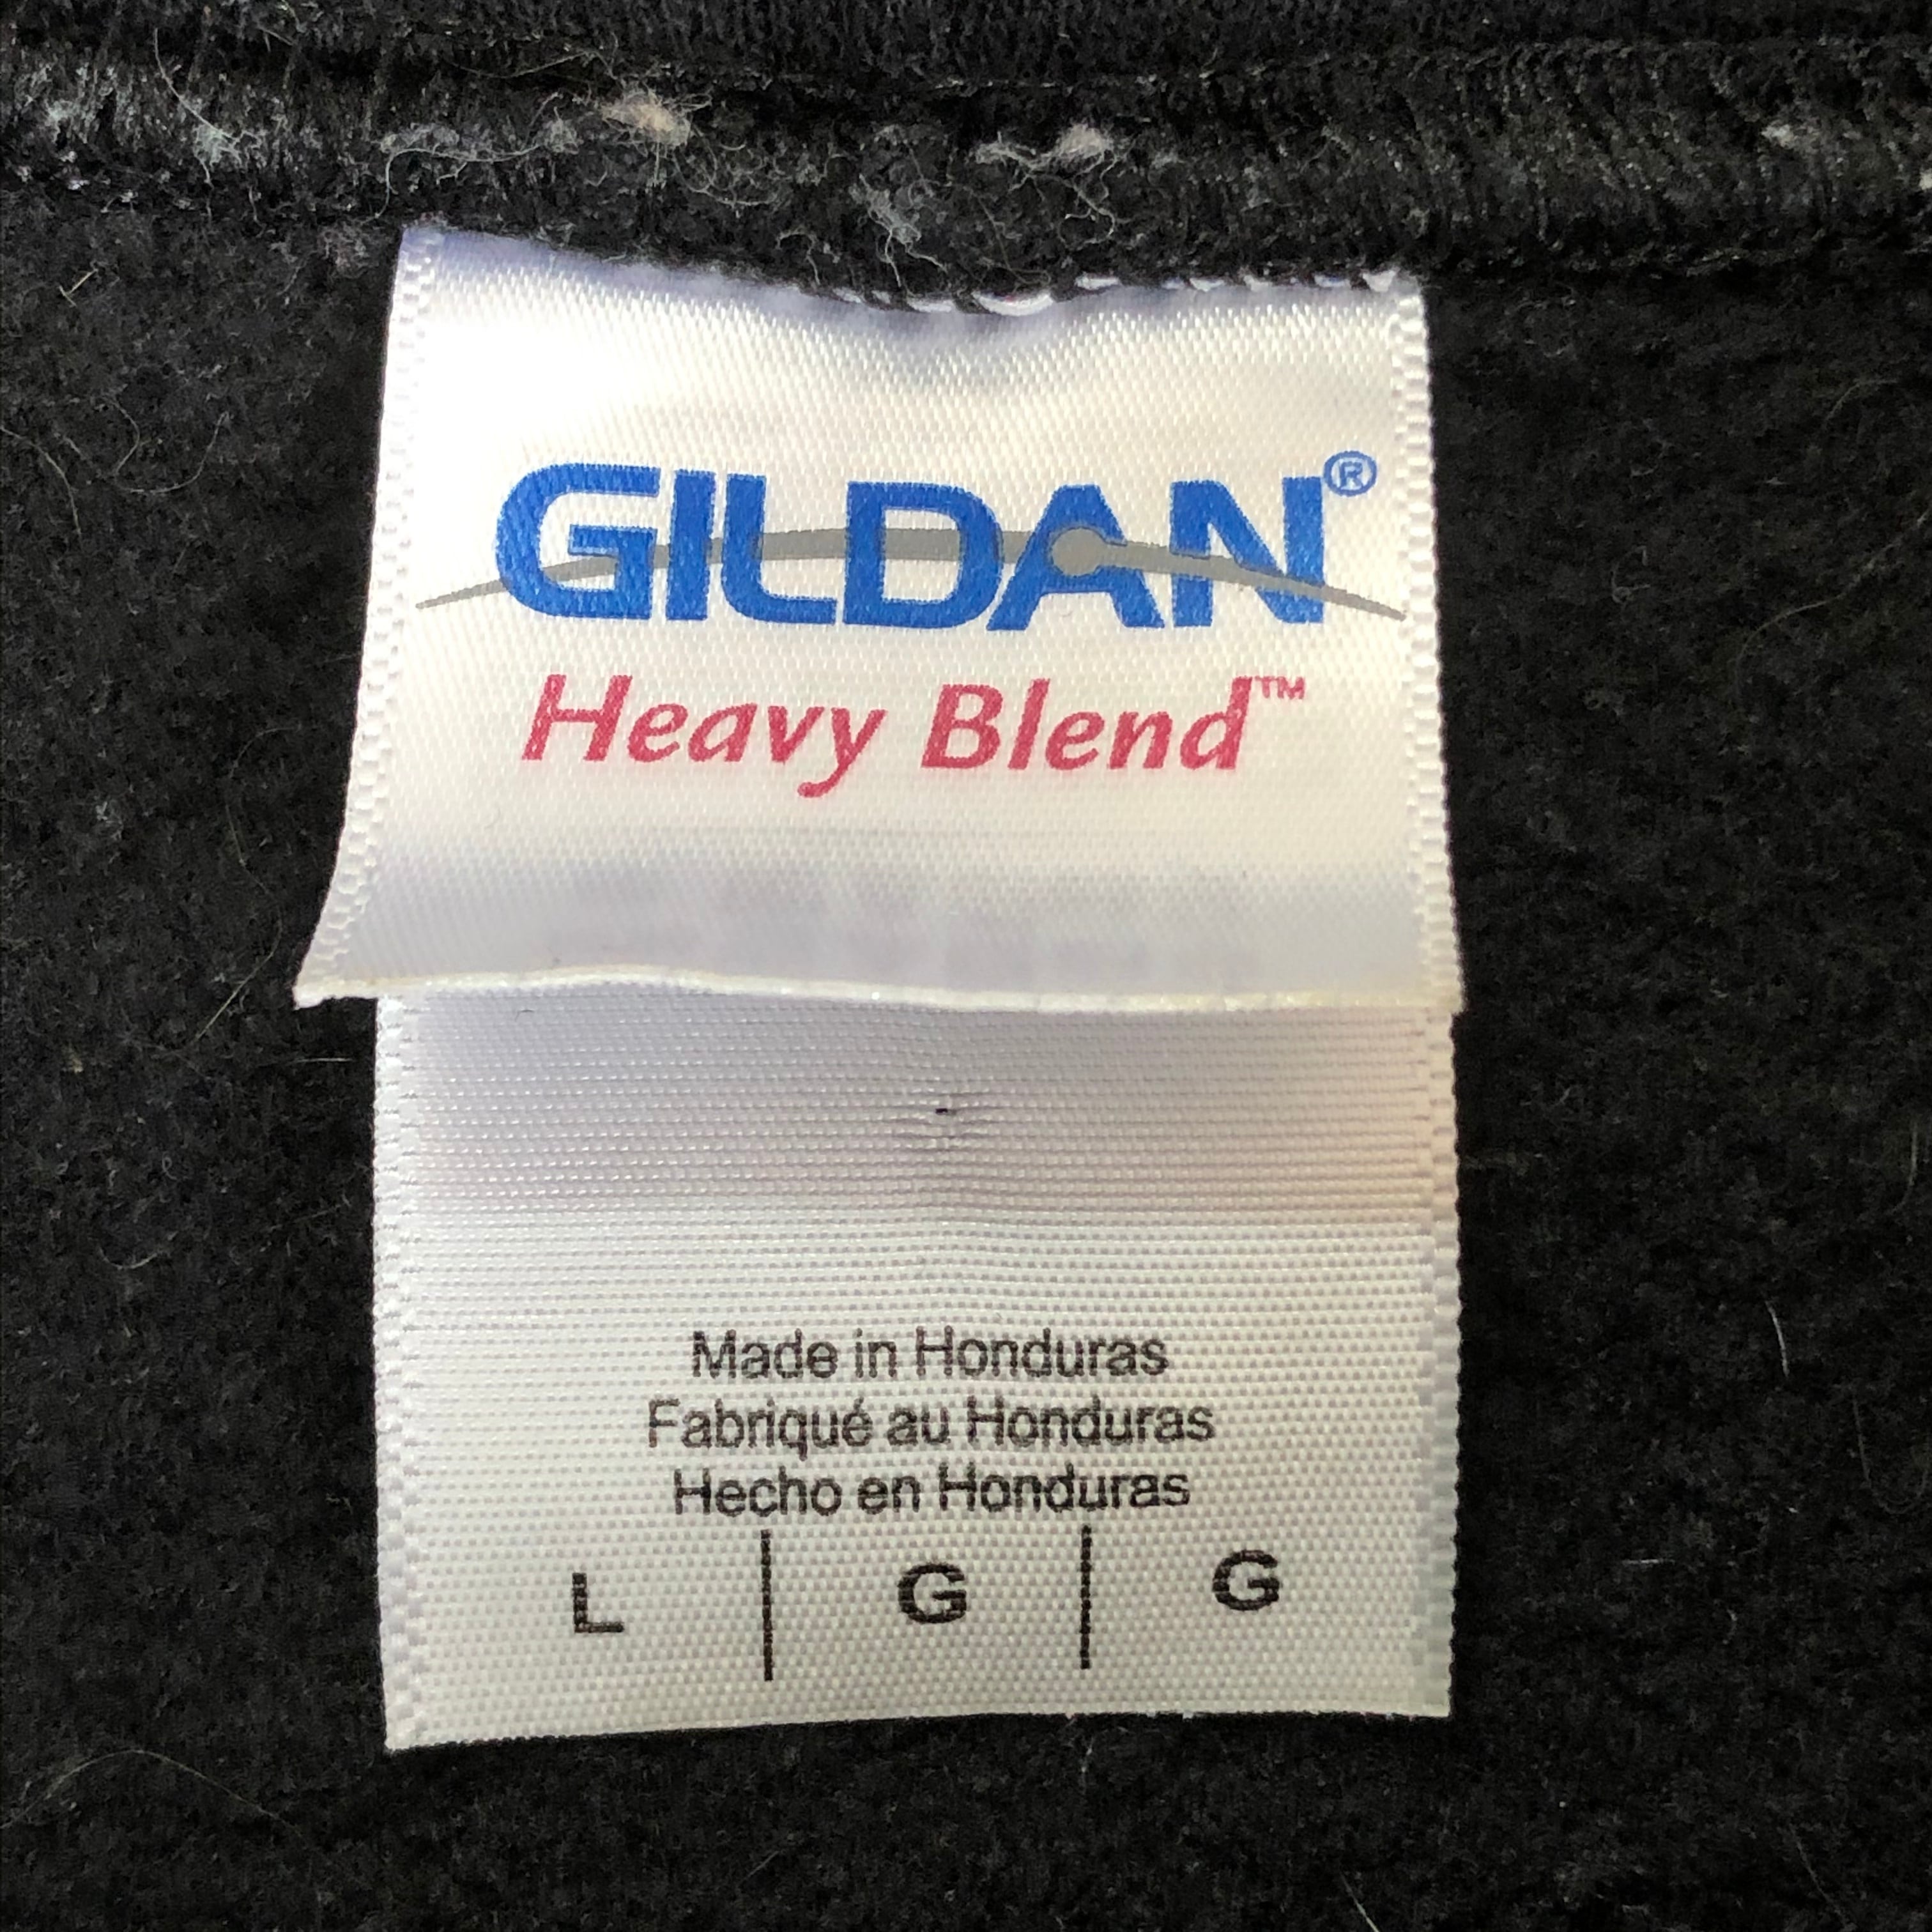 GILDAN®
Heavy Blend™
Made in Honduras
Fabriqué au Honduras
Hecho en Honduras
L | G | G